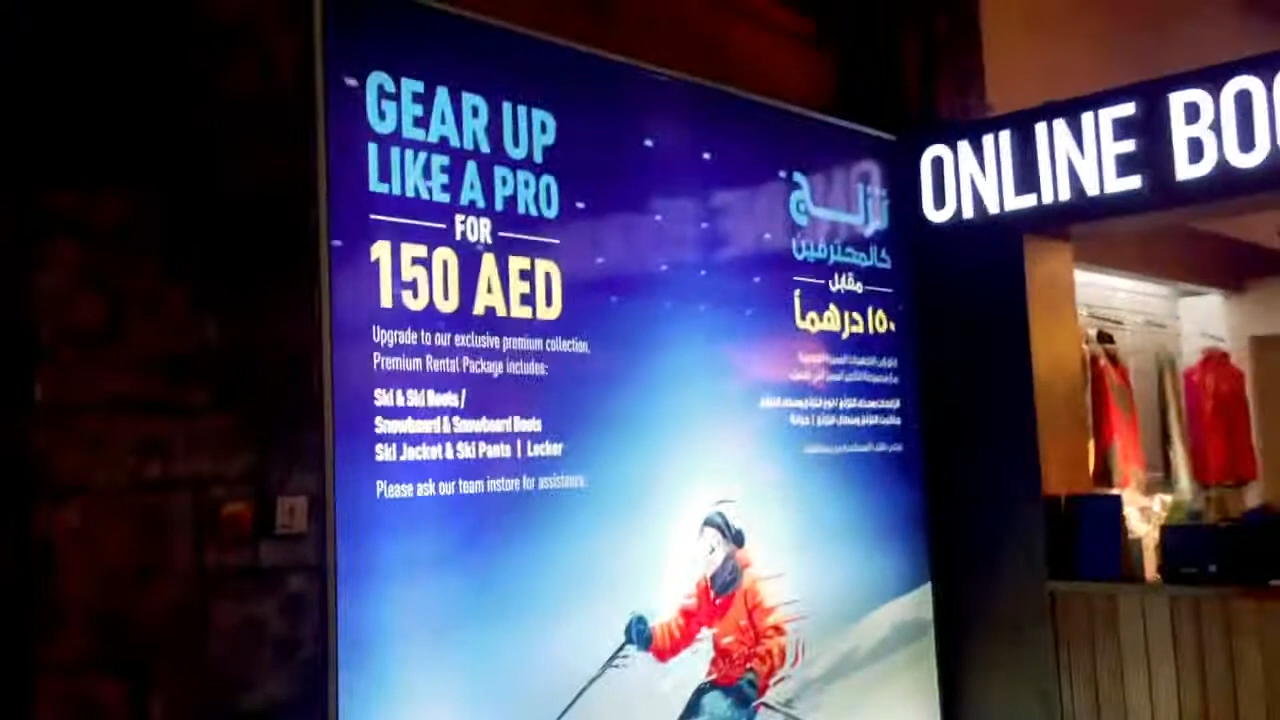 GEAR UP
LIKE A PRO
FOR
150 AED
Upgrade to our exclusive premium collection.
Premium Rental Package includes:
Ski & Ski Boots /
Snowboard & Snowboard Boots
Ski Jacket & Ski Pants | Locker
Please ask our team instore for assistance.
تزلـــج
كالمحترفين
مقابل
١٥٠ درهماً
ONLINE BOO